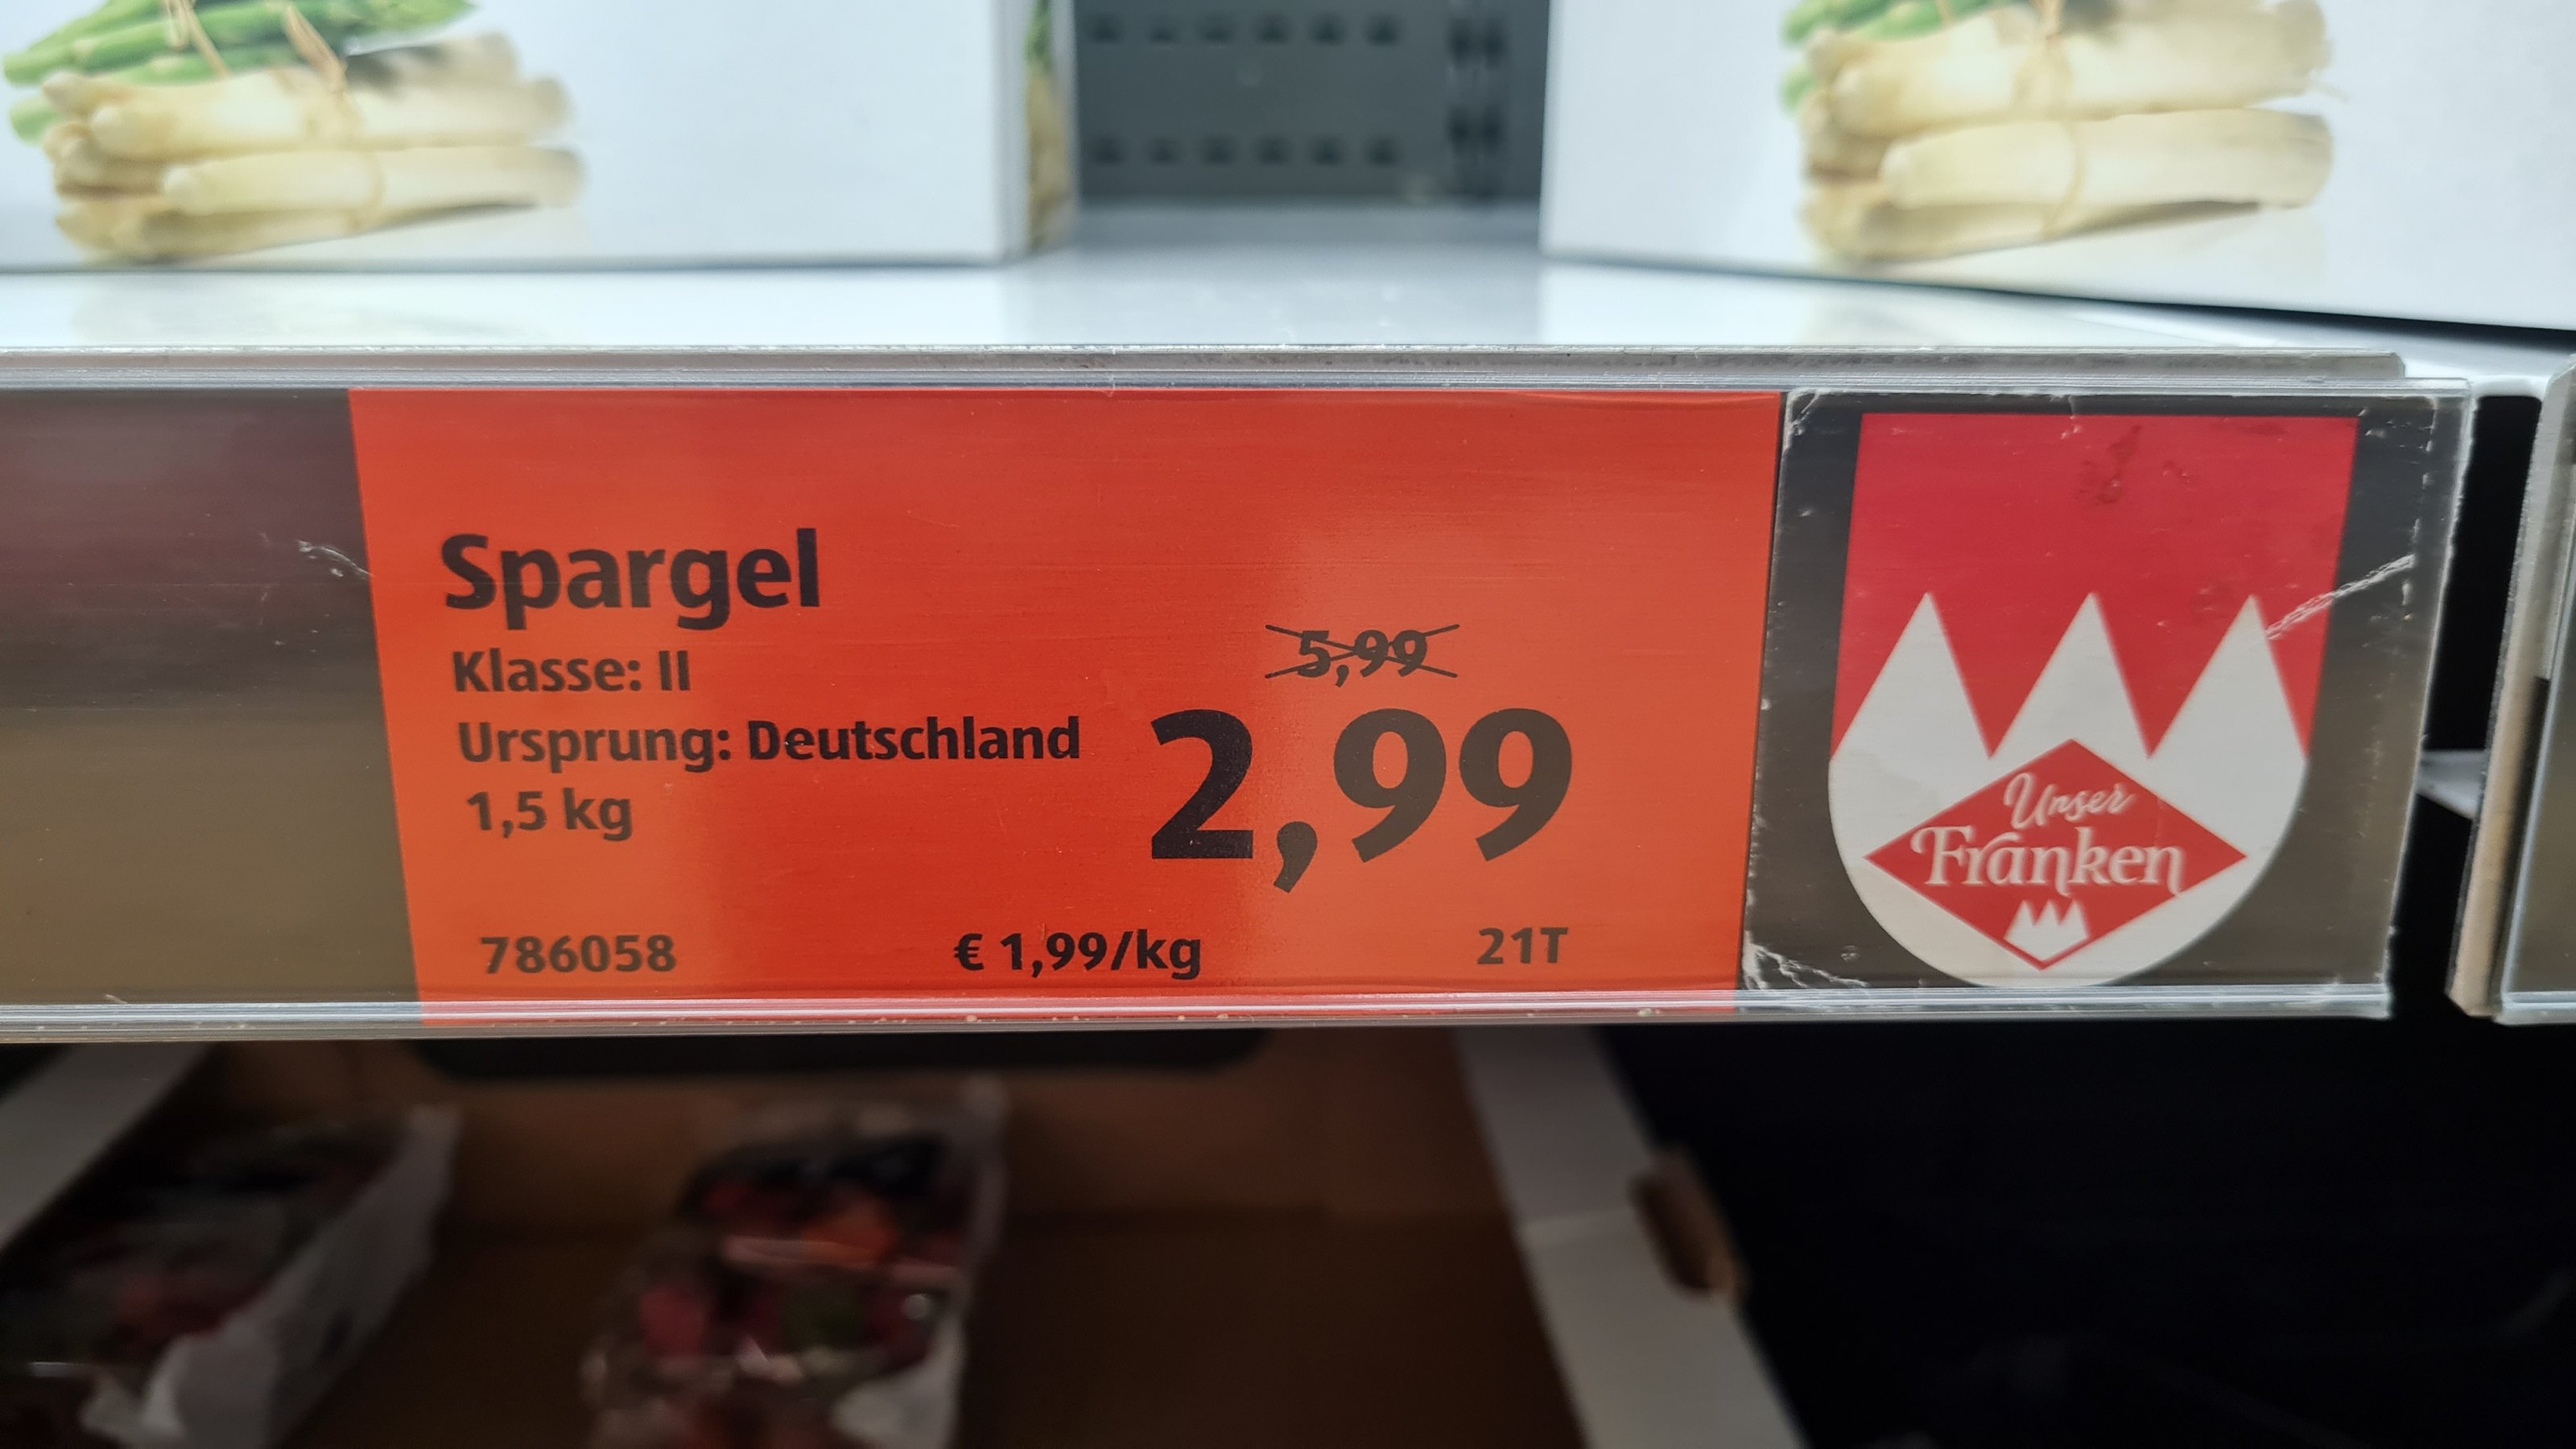 Spargel
Klasse: II
Ursprung: Deutschland
1,5 kg
5,99
2,99
786058
€ 1,99/kg
21T
Unser
Franken